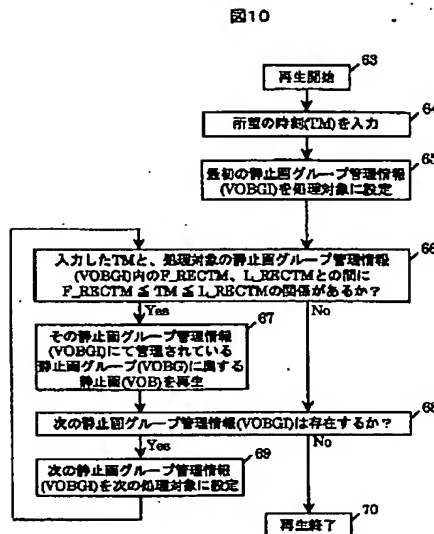 図10
63
再生開始
64
所望の時刻(TM)を入力
65
最初の静止画グループ管理情報
(VOBGI)を処理対象に設定
66
入力したTMと、処理対象の静止画グループ管理情報
(VOBGI)内のF_RECTM、L_RECTMとの間に
F_RECTM ≦ TM ≦ L_RECTMの関係があるか?
Yes
No
67
その静止画グループ管理情報
(VOBGI)にて管理されている
静止画グループ(VOBG)に属する
静止画(VOB)を再生
68
次の静止画グループ管理情報(VOBGI)は存在するか?
Yes
No
69
次の静止画グループ管理情報
(VOBGI)を次の処理対象に設定
70
再生終了